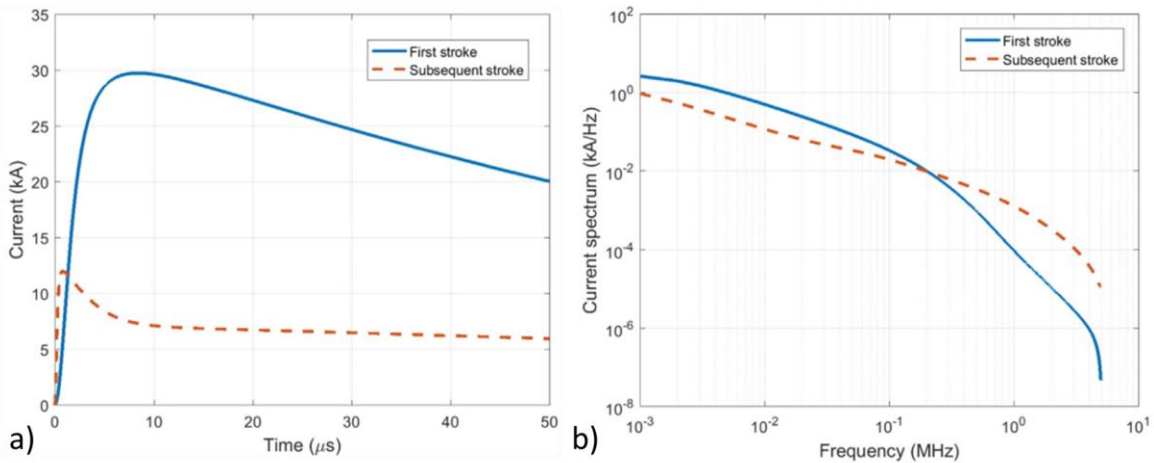 35
30
25
20
15
10
5
0
Current (kA)
First stroke
Subsequent stroke
0 10 20 30 40 50
Time (μs)
a)
10^2
10^0
10^-2
10^-4
10^-6
10^-8
Current spectrum (kA/Hz)
First stroke
Subsequent stroke
10^-3 10^-2 10^-1 10^0 10^1
Frequency (MHz)
b)